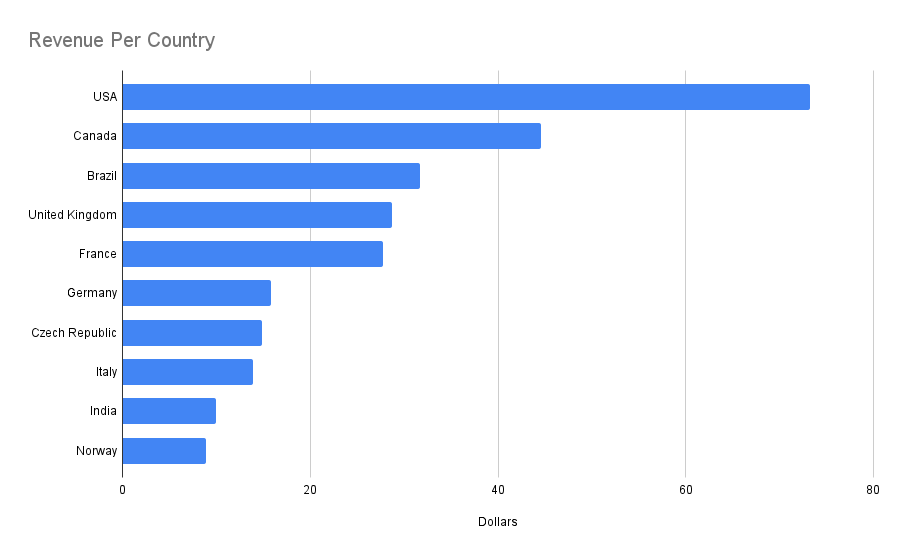 Revenue Per Country
USA
Canada
Brazil
United Kingdom
France
Germany
Czech Republic
Italy
India
Norway
0 20 40 60 80
Dollars